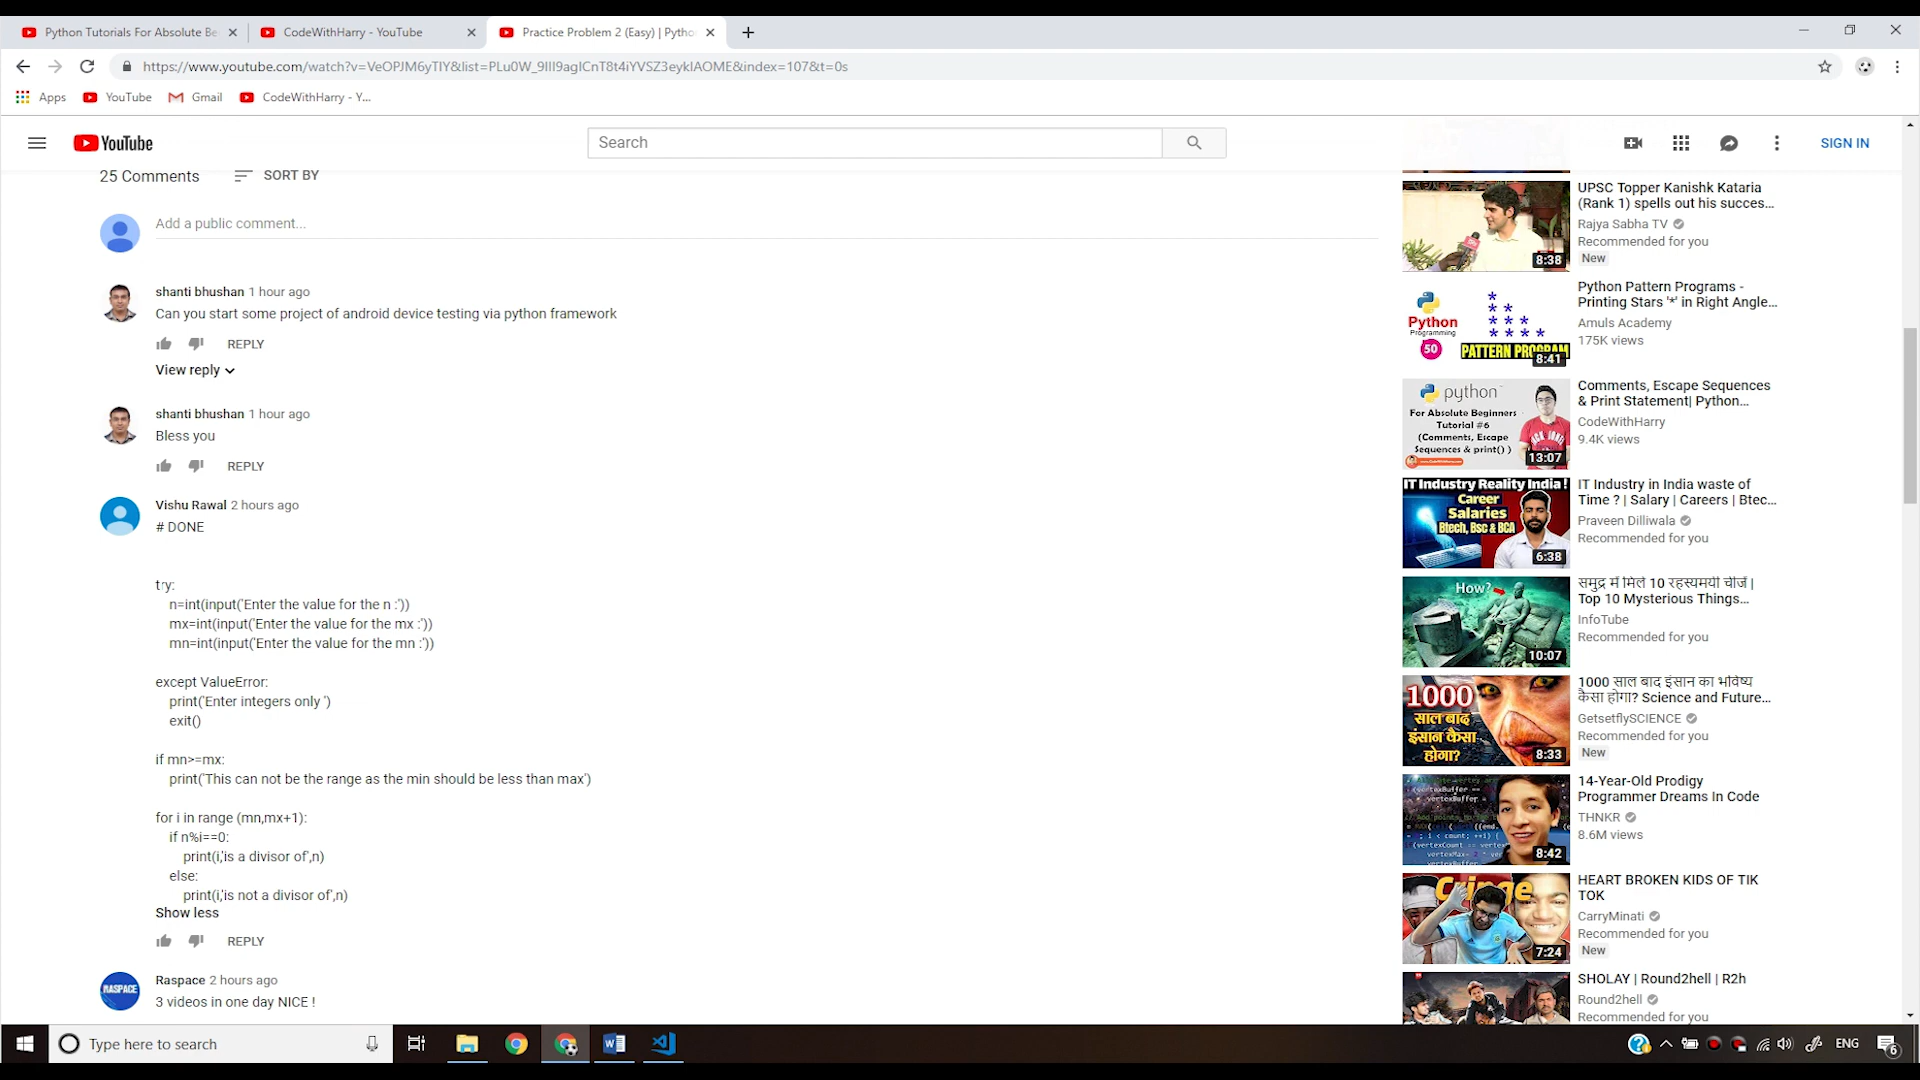 Python Tutorials For Absolute Be
CodeWithHarry - YouTube
Practice Problem 2 (Easy) | Pytho
Apps
YouTube
Gmail
CodeWithHarry - Y...
YouTube
Search
SIGN IN
25 Comments
SORT BY
Add a public comment...
shanti bhushan 1 hour ago
Can you start some project of android device testing via python framework
REPLY
View reply
shanti bhushan 1 hour ago
Bless you
REPLY
Vishu Rawal 2 hours ago
# DONE
try:
n=int(input('Enter the value for the n :'))
mx=int(input('Enter the value for the mx :'))
mn=int(input('Enter the value for the mn :'))
except ValueError:
print('Enter integers only ')
exit()
if mn>=mx:
print('This can not be the range as the min should be less than max')
for i in range (mn,mx+1):
if n%i==0:
print(i,'is a divisor of',n)
else:
print(i,'is not a divisor of',n)
Show less
REPLY
Raspace 2 hours ago
RASPACE
3 videos in one day NICE !
8:38
UPSC Topper Kanishk Kataria
(Rank 1) spells out his succes...
Rajya Sabha TV
Recommended for you
New
Python
Programming
50
PATTERN PROGRAM
8:41
Python Pattern Programs -
Printing Stars '*' in Right Angle...
Amuls Academy
175K views
python
For Absolute Beginners
Tutorial #6
(Comments, Escape
Sequences & print() )
13:07
Comments, Escape Sequences
& Print Statement| Python...
CodeWithHarry
9.4K views
IT Industry Reality India !
Career
Salaries
Btech, Bsc & BCA
6:38
IT Industry in India waste of
Time ? | Salary | Careers | Btec...
Praveen Dilliwala
Recommended for you
How?
10:07
समुद्र में मिले 10 रहस्यमयी चीजें |
Top 10 Mysterious Things...
InfoTube
Recommended for you
1000
साल बाद
इंसान कैसा
होगा?
8:33
1000 साल बाद इंसान का भविष्य
कैसा होगा? Science and Future...
GetsetflySCIENCE
Recommended for you
New
8:42
14-Year-Old Prodigy
Programmer Dreams In Code
THNKR
8.6M views
Cringe
7:24
HEART BROKEN KIDS OF TIK
TOK
CarryMinati
Recommended for you
New
SHOLAY | Round2hell | R2h
Round2hell
Recommended for you
Type here to search
ENG
6